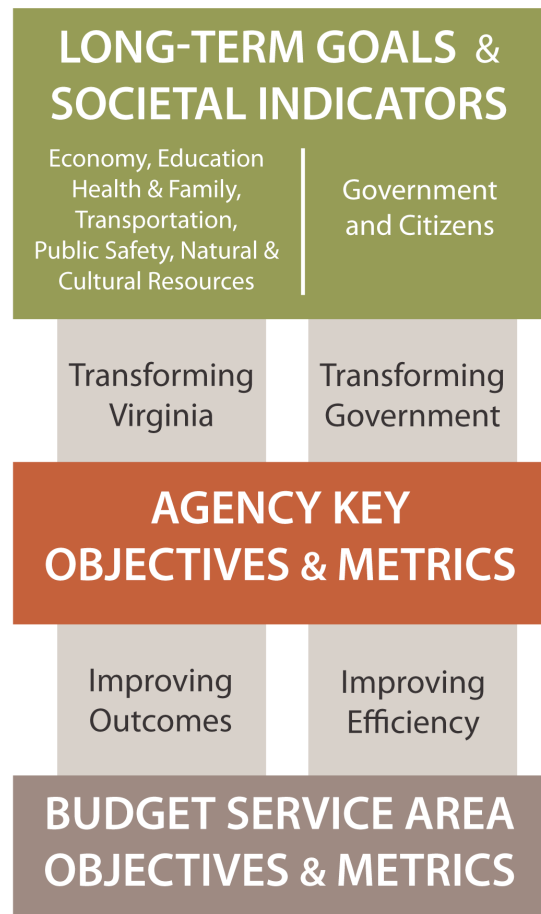 LONG-TERM GOALS &
SOCIETAL INDICATORS
Economy, Education
Health & Family,
Transportation,
Public Safety, Natural &
Cultural Resources
Government
and Citizens
Transforming
Virginia
Transforming
Government
AGENCY KEY
OBJECTIVES & METRICS
Improving
Outcomes
Improving
Efficiency
BUDGET SERVICE AREA
OBJECTIVES & METRICS